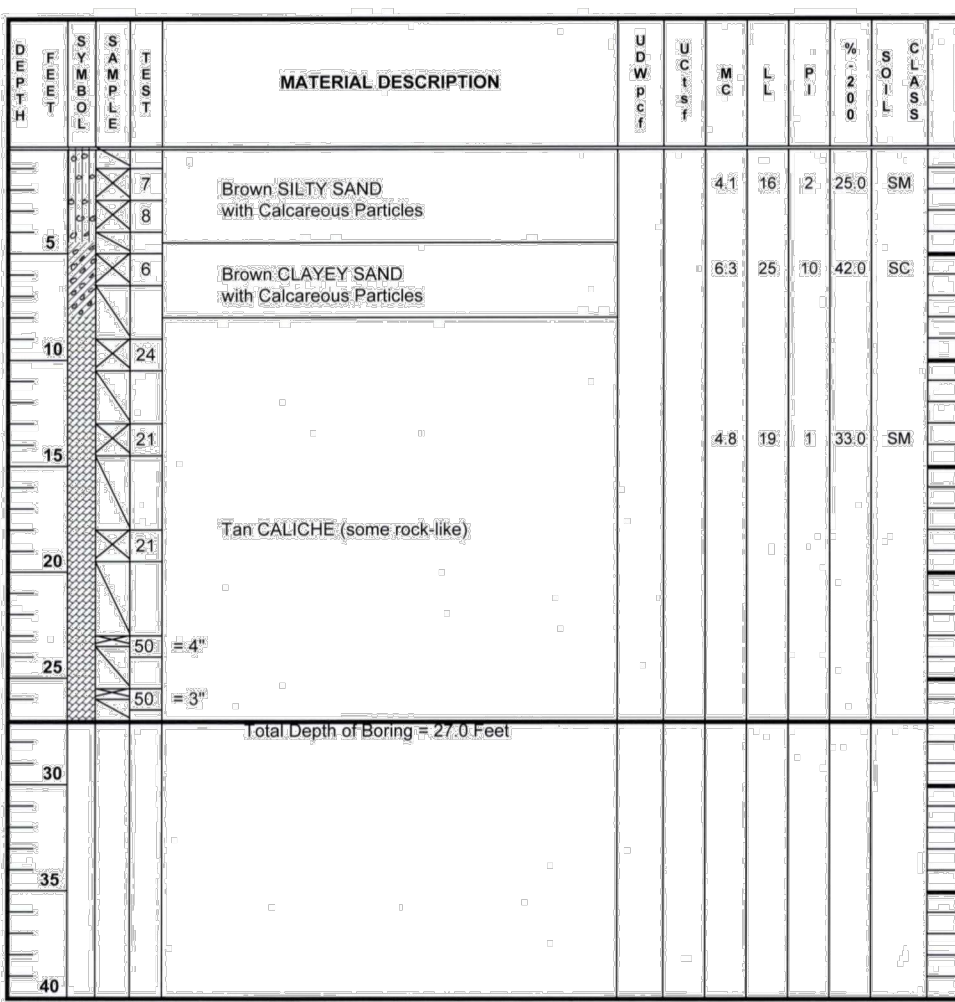 DEPTH FEET SYMBOL SAMPLE TEST MATERIAL DESCRIPTION UDWpcf UCtsf MC LL PI %-200 SOIL CLASS
7 Brown SILTY SAND 4.1 16 2 25.0 SM
8 with Calcareous Particles
5
6 Brown CLAYEY SAND 6.3 25 10 42.0 SC
with Calcareous Particles
10 24
21 4.8 19 1 33.0 SM
15
Tan CALICHE (some rock-like)
21
20
50 = 4"
25
50 = 3"
Total Depth of Boring = 27.0 Feet
30
35
40